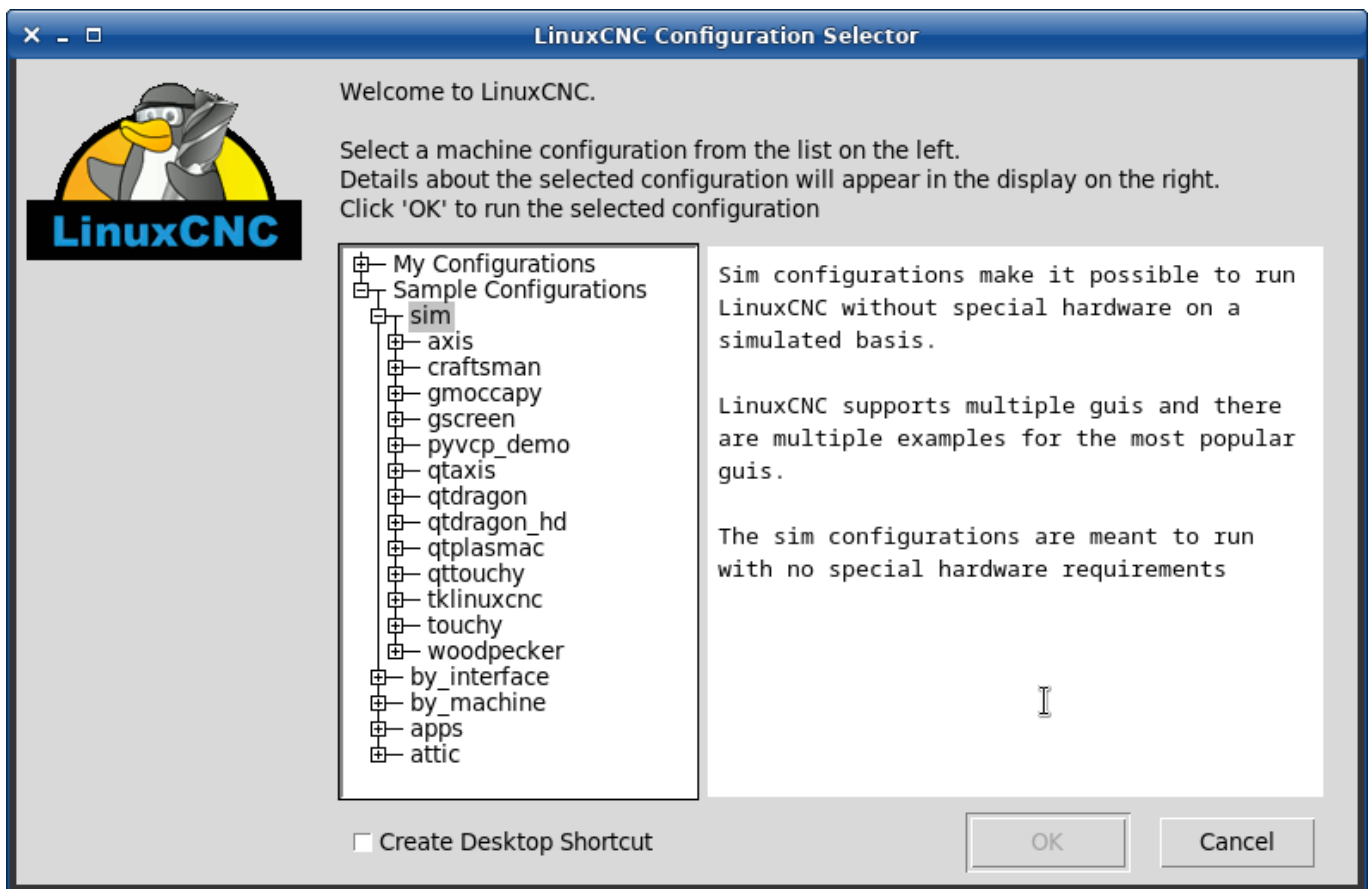 LinuxCNC Configuration Selector
LinuxCNC
Welcome to LinuxCNC.
Select a machine configuration from the list on the left.
Details about the selected configuration will appear in the display on the right.
Click 'OK' to run the selected configuration
My Configurations
Sample Configurations
sim
axis
craftsman
gmoccapy
gscreen
pyvcp_demo
qtaxis
qtdragon
qtdragon_hd
qtplasmac
qttouchy
tklinuxcnc
touchy
woodpecker
by_interface
by_machine
apps
attic
Sim configurations make it possible to run
LinuxCNC without special hardware on a
simulated basis.
LinuxCNC supports multiple guis and there
are multiple examples for the most popular
guis.
The sim configurations are meant to run
with no special hardware requirements
Create Desktop Shortcut
OK
Cancel